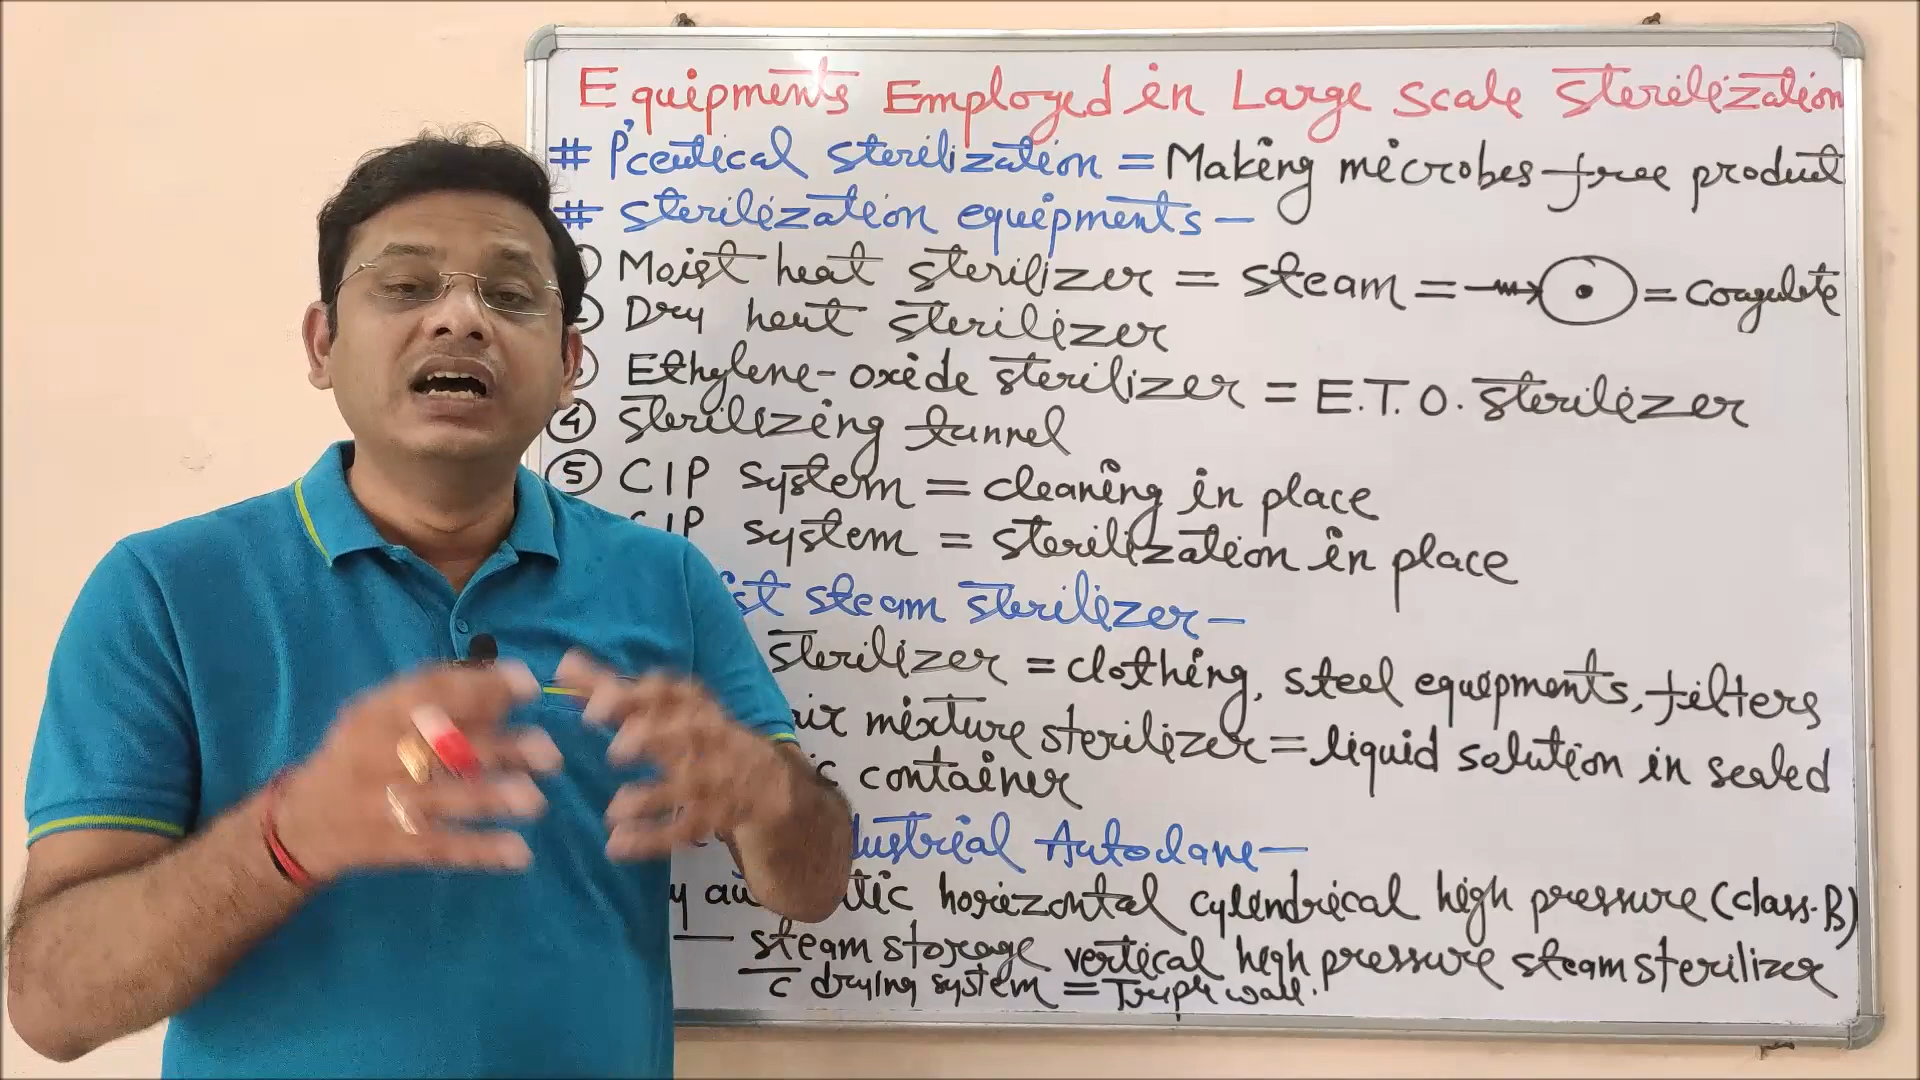 Equipments Employed in Large scale sterilization
# P'ceutical sterilization = Making microbes-free product
# sterilization equipments -
Moist heat sterilizer = steam = = coagulate
Dry heat sterilizer
Ethylene-oxide sterilizer = E.T.O. sterilizer
④ sterilizing tunnel
⑤ CIP system = cleaning in place
system = sterilization in place
steam sterilizer -
sterilizer = clothing, steel equipments, filters
mixture sterilizer = liquid solution in sealed
container
Autoclave -
horizontal cylendrical high pressure (class-B)
— steam storage vertical high pressure steam sterilizer
c̄ drying system = Triple wall.